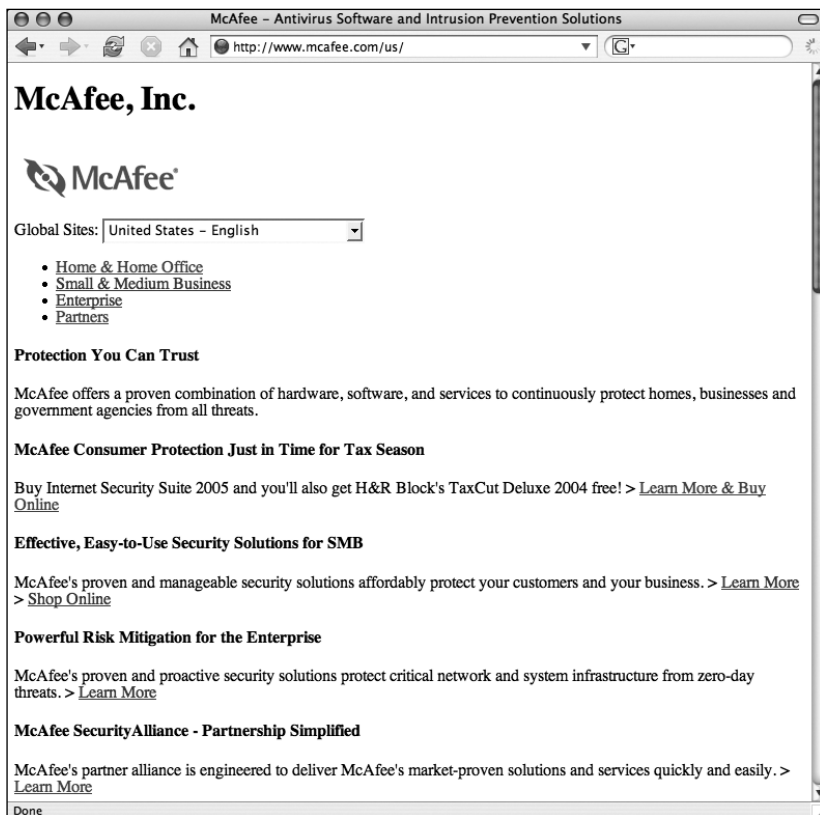 McAfee – Antivirus Software and Intrusion Prevention Solutions
http://www.mcafee.com/us/
G
McAfee, Inc.
McAfee®
Global Sites: United States – English
• Home & Home Office
• Small & Medium Business
• Enterprise
• Partners
Protection You Can Trust
McAfee offers a proven combination of hardware, software, and services to continuously protect homes, businesses and
government agencies from all threats.
McAfee Consumer Protection Just in Time for Tax Season
Buy Internet Security Suite 2005 and you'll also get H&R Block's TaxCut Deluxe 2004 free! > Learn More & Buy
Online
Effective, Easy-to-Use Security Solutions for SMB
McAfee's proven and manageable security solutions affordably protect your customers and your business. > Learn More
> Shop Online
Powerful Risk Mitigation for the Enterprise
McAfee's proven and proactive security solutions protect critical network and system infrastructure from zero-day
threats. > Learn More
McAfee SecurityAlliance - Partnership Simplified
McAfee's partner alliance is engineered to deliver McAfee's market-proven solutions and services quickly and easily. >
Learn More
Done